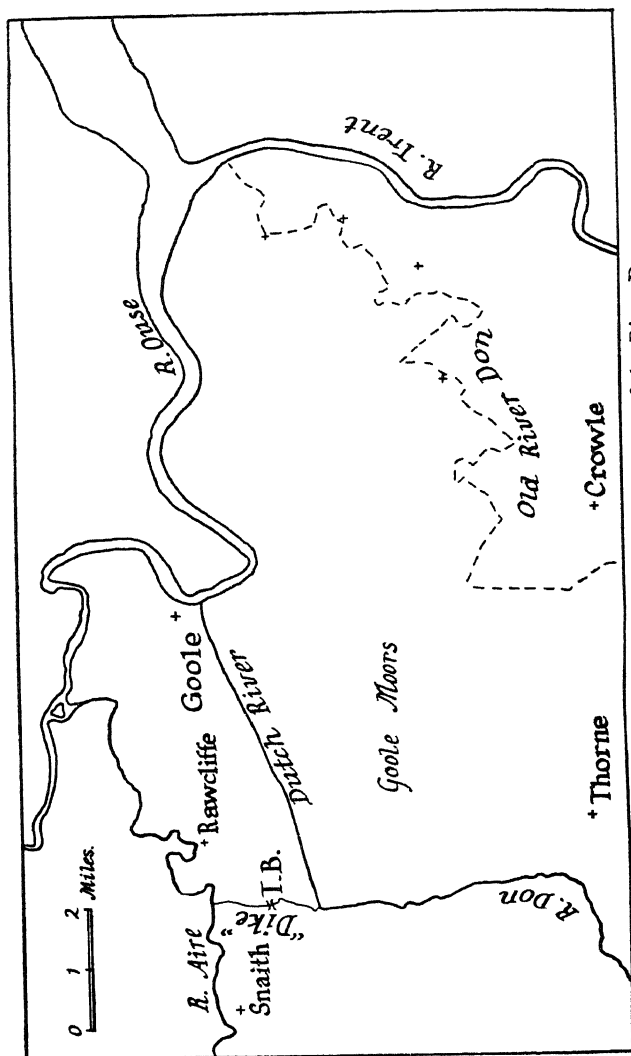 R. Ouse
R. Trent
R. Aire
0 1 2 Miles.
Rawcliffe
Goole
Snaith
"Dike"
I.B.
Dutch River
Goole Moors
Old River Don
R. Don
Thorne
Crowle